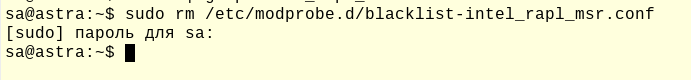 sa@astra:~$ sudo rm /etc/modprobe.d/blacklist-intel_rapl_msr.conf
[sudo] пароль для sa:
sa@astra:~$